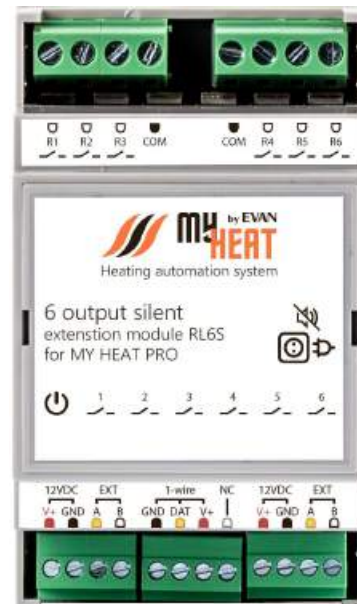 R1 R2 R3 COM COM R4 R5 R6
MY by EVAN
HEAT
Heating automation system
6 output silent
extenstion module RL6S
for MY HEAT PRO
1 2 3 4 5 6
12VDC EXT 1-wire NC 12VDC EXT
V+ GND A B GND DAT V+ V+ GND A B